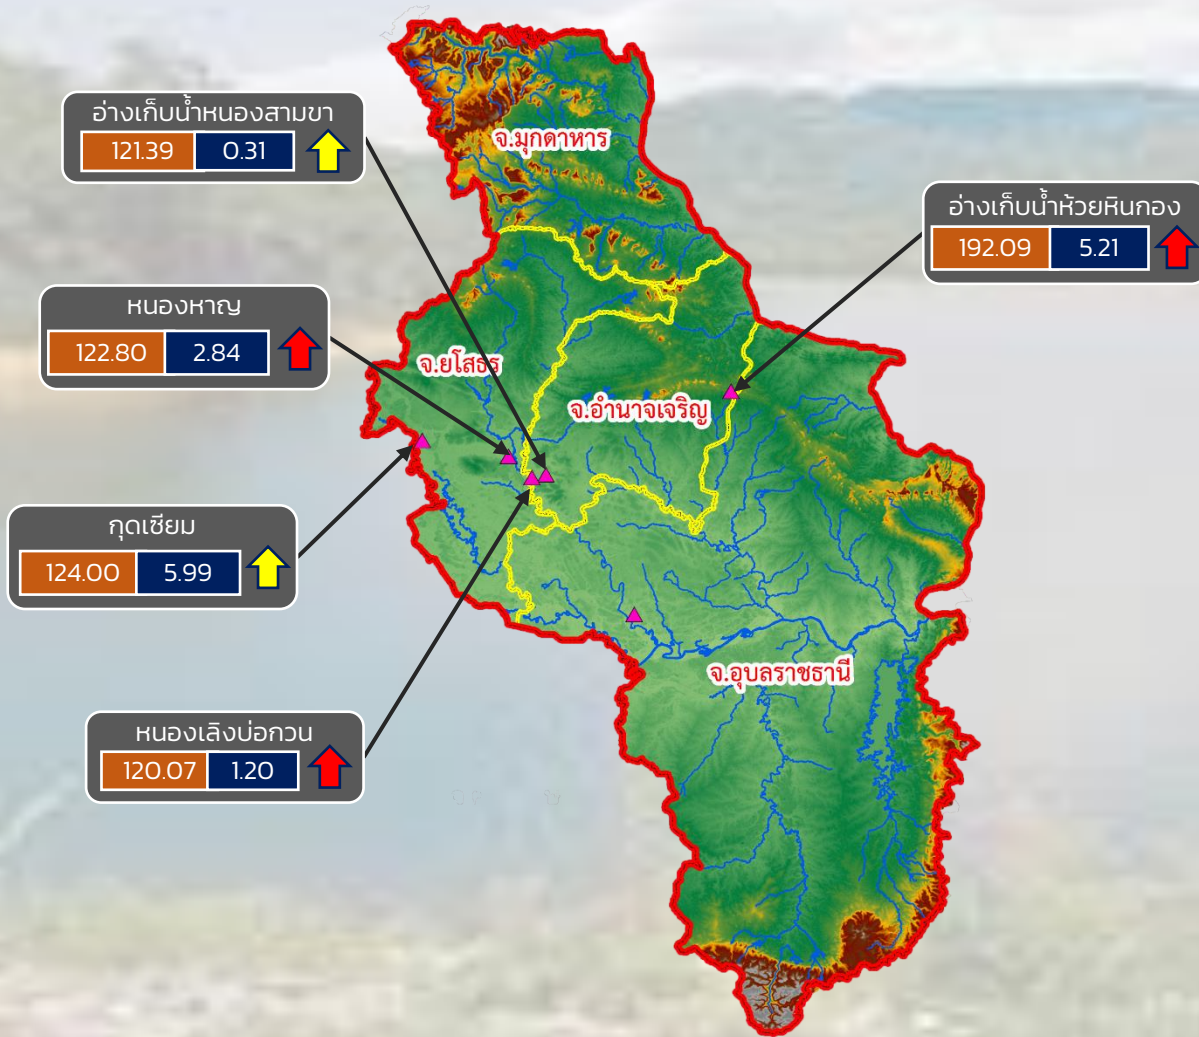 อ่างเก็บน้ำหนองสามขา
121.39 0.31
จ.มุกดาหาร
อ่างเก็บน้ำห้วยหินกอง
192.09 5.21
หนองหาญ
122.80 2.84
จ.ยโสธร
จ.อำนาจเจริญ
กุดเซียม
124.00 5.99
จ.อุบลราชธานี
หนองเลิงบ่อกวน
120.07 1.20